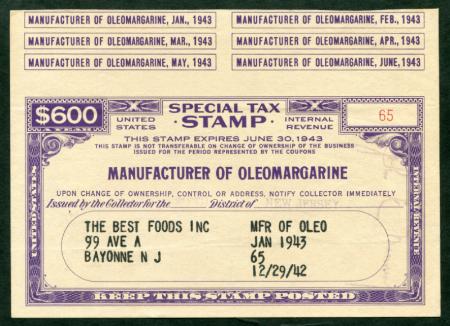 MANUFACTURER OF OLEOMARGARINE, JAN., 1943
MANUFACTURER OF OLEOMARGARINE, FEB., 1943
MANUFACTURER OF OLEOMARGARINE, MAR., 1943
MANUFACTURER OF OLEOMARGARINE, APR., 1943
MANUFACTURER OF OLEOMARGARINE, MAY, 1943
MANUFACTURER OF OLEOMARGARINE, JUNE, 1943
$600
A YEAR
UNITED STATES
SPECIAL TAX
STAMP
INTERNAL REVENUE
65
THIS STAMP EXPIRES JUNE 30, 1943
THIS STAMP IS NOT TRANSFERABLE ON CHANGE OF OWNERSHIP OF THE BUSINESS
ISSUED FOR THE PERIOD REPRESENTED BY THE COUPONS
MANUFACTURER OF OLEOMARGARINE
UPON CHANGE OF OWNERSHIP, CONTROL OR ADDRESS, NOTIFY COLLECTOR IMMEDIATELY
Issued by the Collector for the District of NEW JERSEY
UNITED STATES
INTERNAL REVENUE
THE BEST FOODS INC MFR OF OLEO
99 AVE A JAN 1943
BAYONNE N J 65
12/29/42
KEEP THIS STAMP POSTED